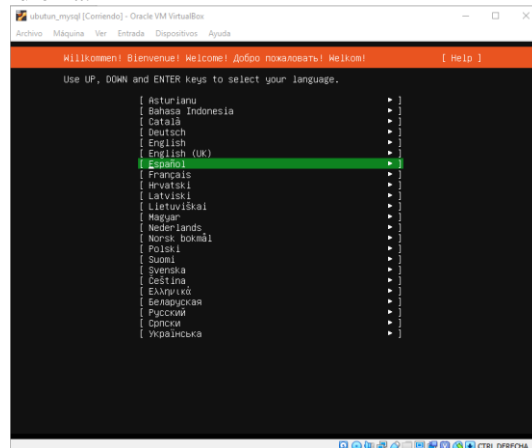 ubutun_mysql [Corriendo] - Oracle VM VirtualBox
Archivo Máquina Ver Entrada Dispositivos Ayuda
Willkommen! Bienvenue! Welcome! Добро пожаловать! Welkom! [ Help ]
Use UP, DOWN and ENTER keys to select your language.
[ Asturianu ► ]
[ Bahasa Indonesia ► ]
[ Català ► ]
[ Deutsch ► ]
[ English ► ]
[ English (UK) ► ]
[ Español ► ]
[ Français ► ]
[ Hrvatski ► ]
[ Latviski ► ]
[ Lietuviškai ► ]
[ Magyar ► ]
[ Nederlands ► ]
[ Norsk bokmål ► ]
[ Polski ► ]
[ Suomi ► ]
[ Svenska ► ]
[ Čeština ► ]
[ Ελληνικά ► ]
[ Беларуская ► ]
[ Русский ► ]
[ Српски ► ]
[ Українська ► ]
CTRL DERECHA